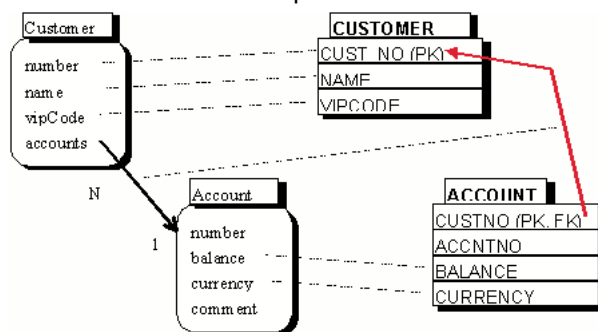 Customer
number
name
vipCode
accounts
CUSTOMER
CUST_NO (PK)
NAME
VIPCODE
N
1
Account
number
balance
currency
comment
ACCOUNT
CUSTNO (PK, FK)
ACCNTNO
BALANCE
CURRENCY